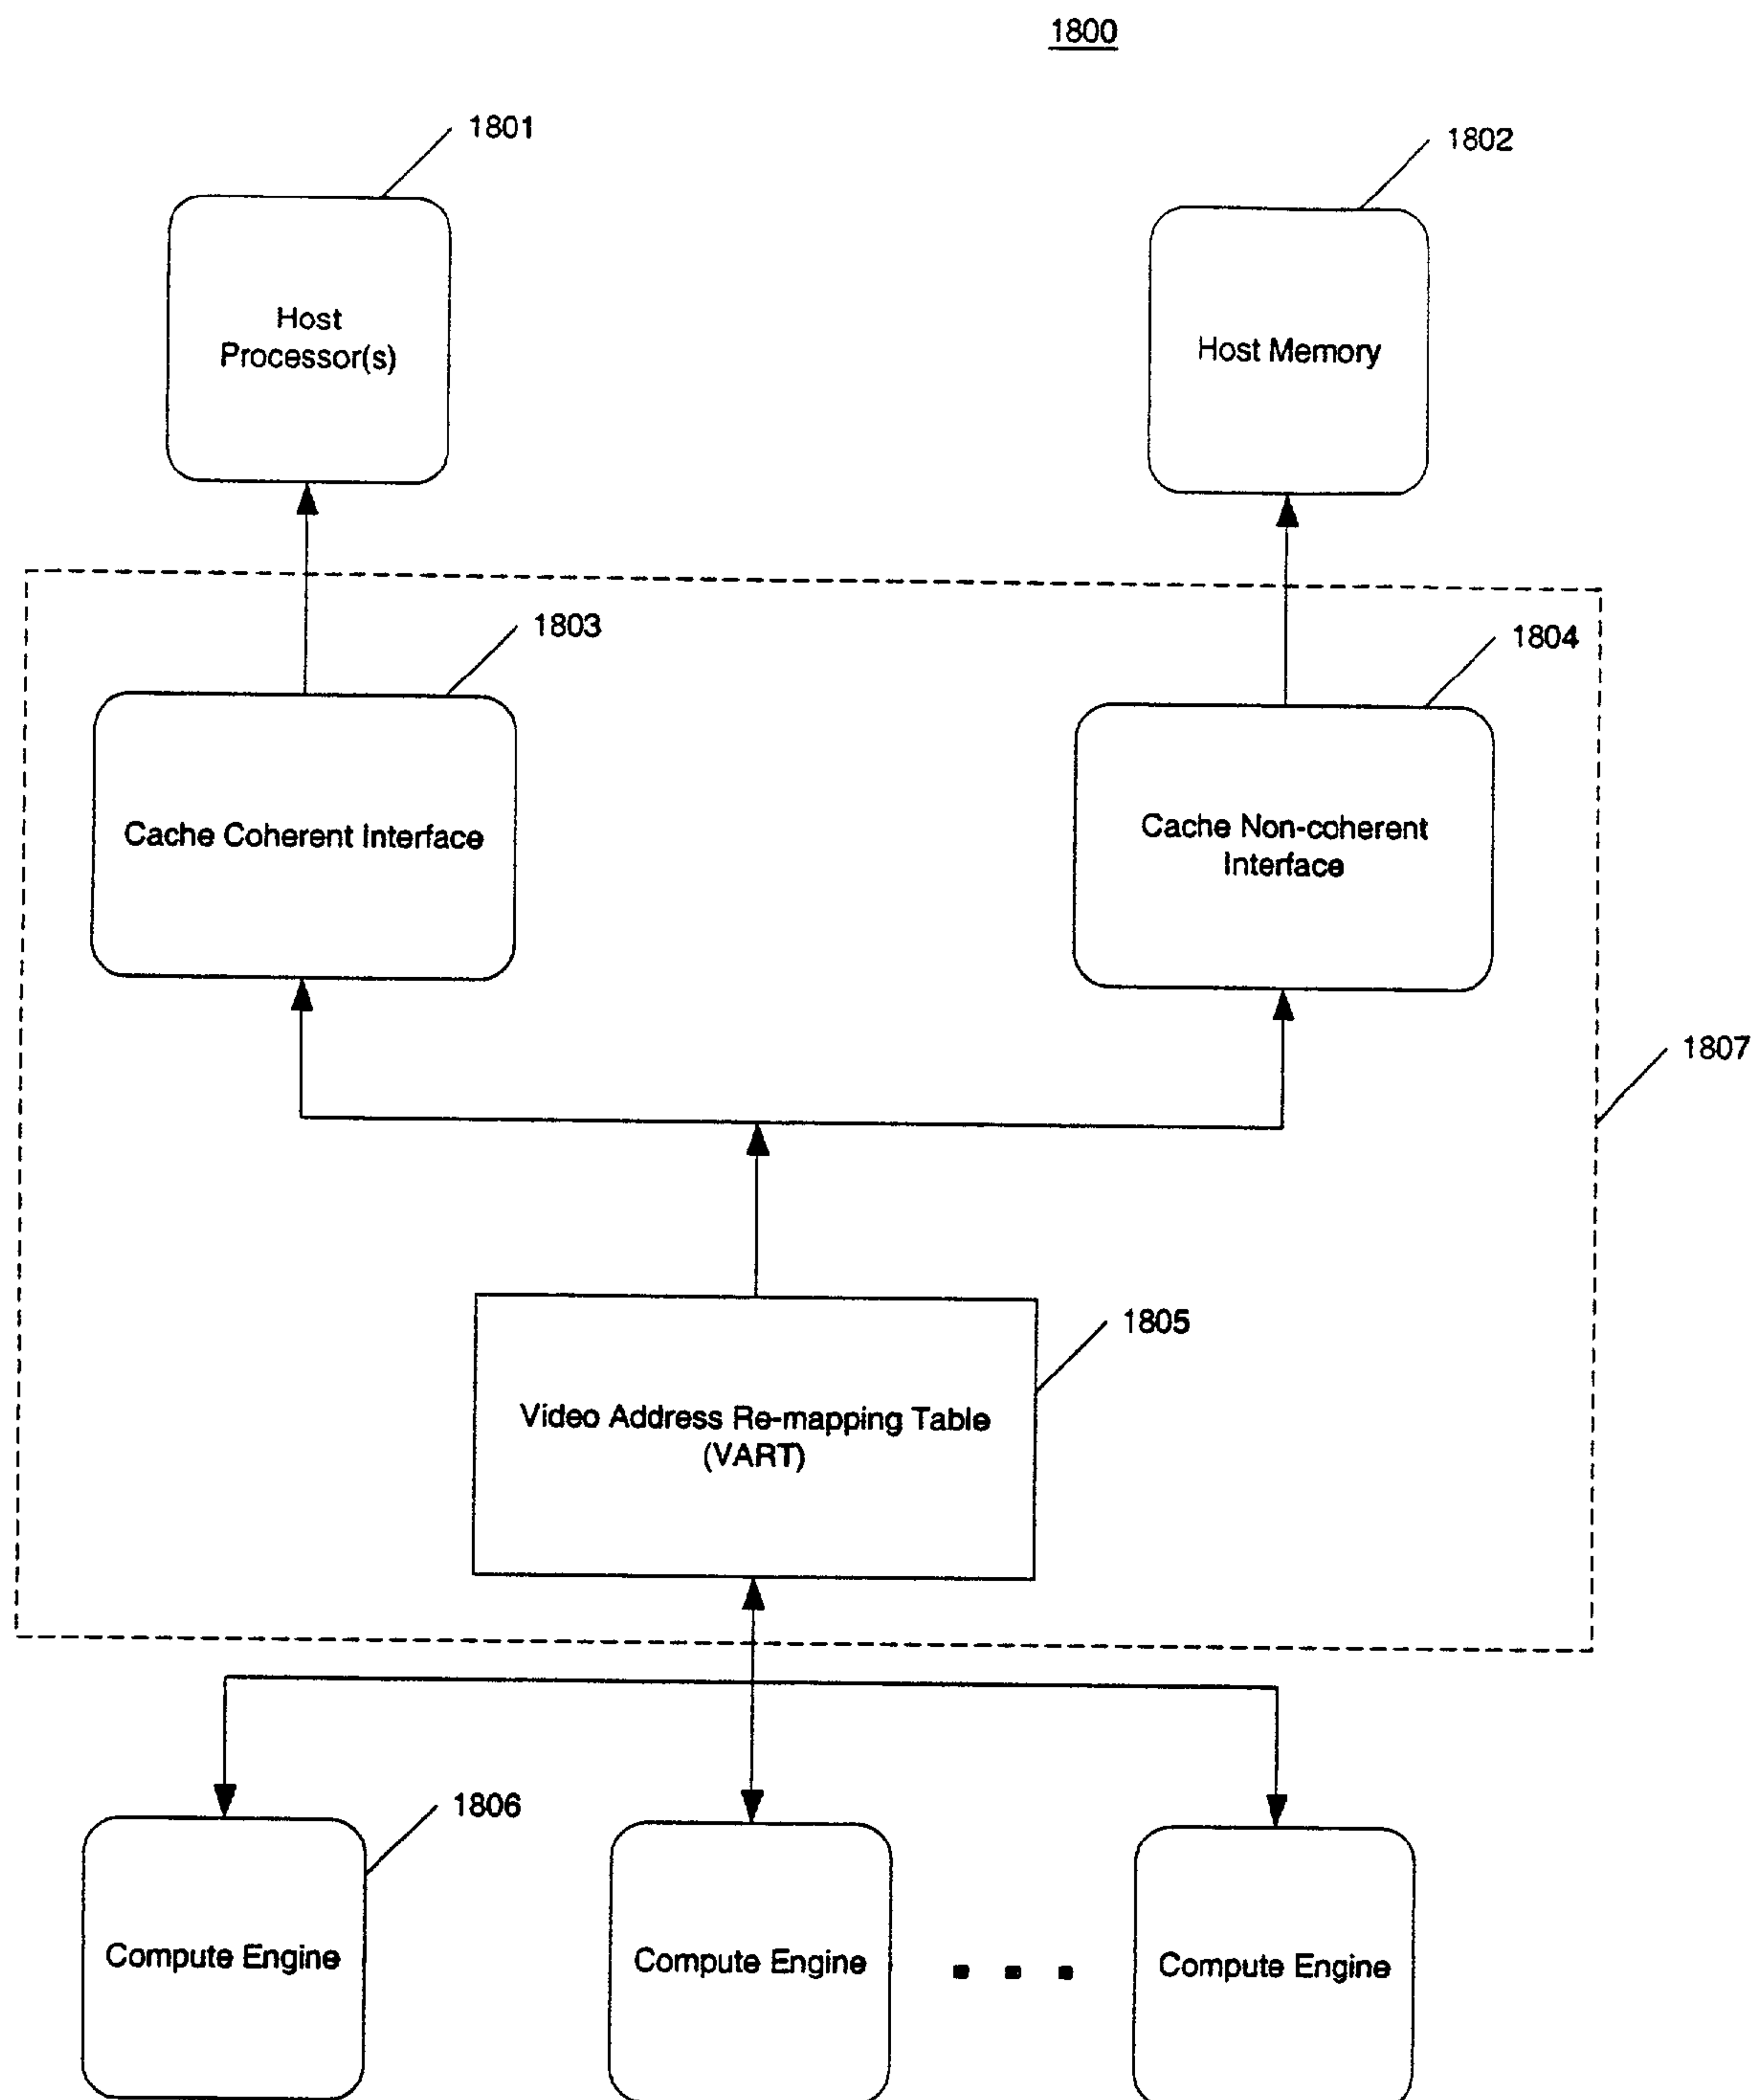 1800
1801
1802
Host
Processor(s)
Host Memory
1803
1804
Cache Coherent Interface
Cache Non-coherent
Interface
1807
1805
Video Address Re-mapping Table
(VART)
1806
Compute Engine
Compute Engine
Compute Engine